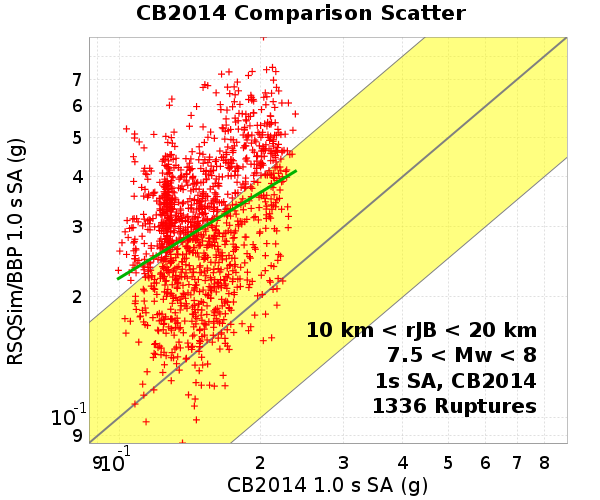 CB2014 Comparison Scatter
RSQSim/BBP 1.0 s SA (g)
7
6
5
4
3
2
10-1
9
10 km < rJB < 20 km
7.5 < Mw < 8
1s SA, CB2014
1336 Ruptures
9 10-1 2 3 4 5 6 7 8
CB2014 1.0 s SA (g)